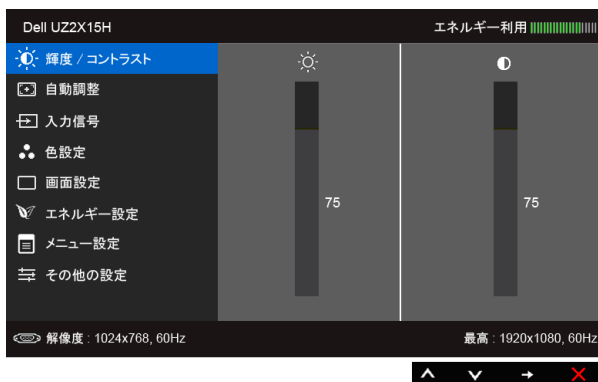 Dell UZ2X15H
エネルギー利用
輝度 / コントラスト
自動調整
入力信号
色設定
画面設定
エネルギー設定
メニュー設定
その他の設定
75
75
解像度 : 1024x768, 60Hz
最高 : 1920x1080, 60Hz